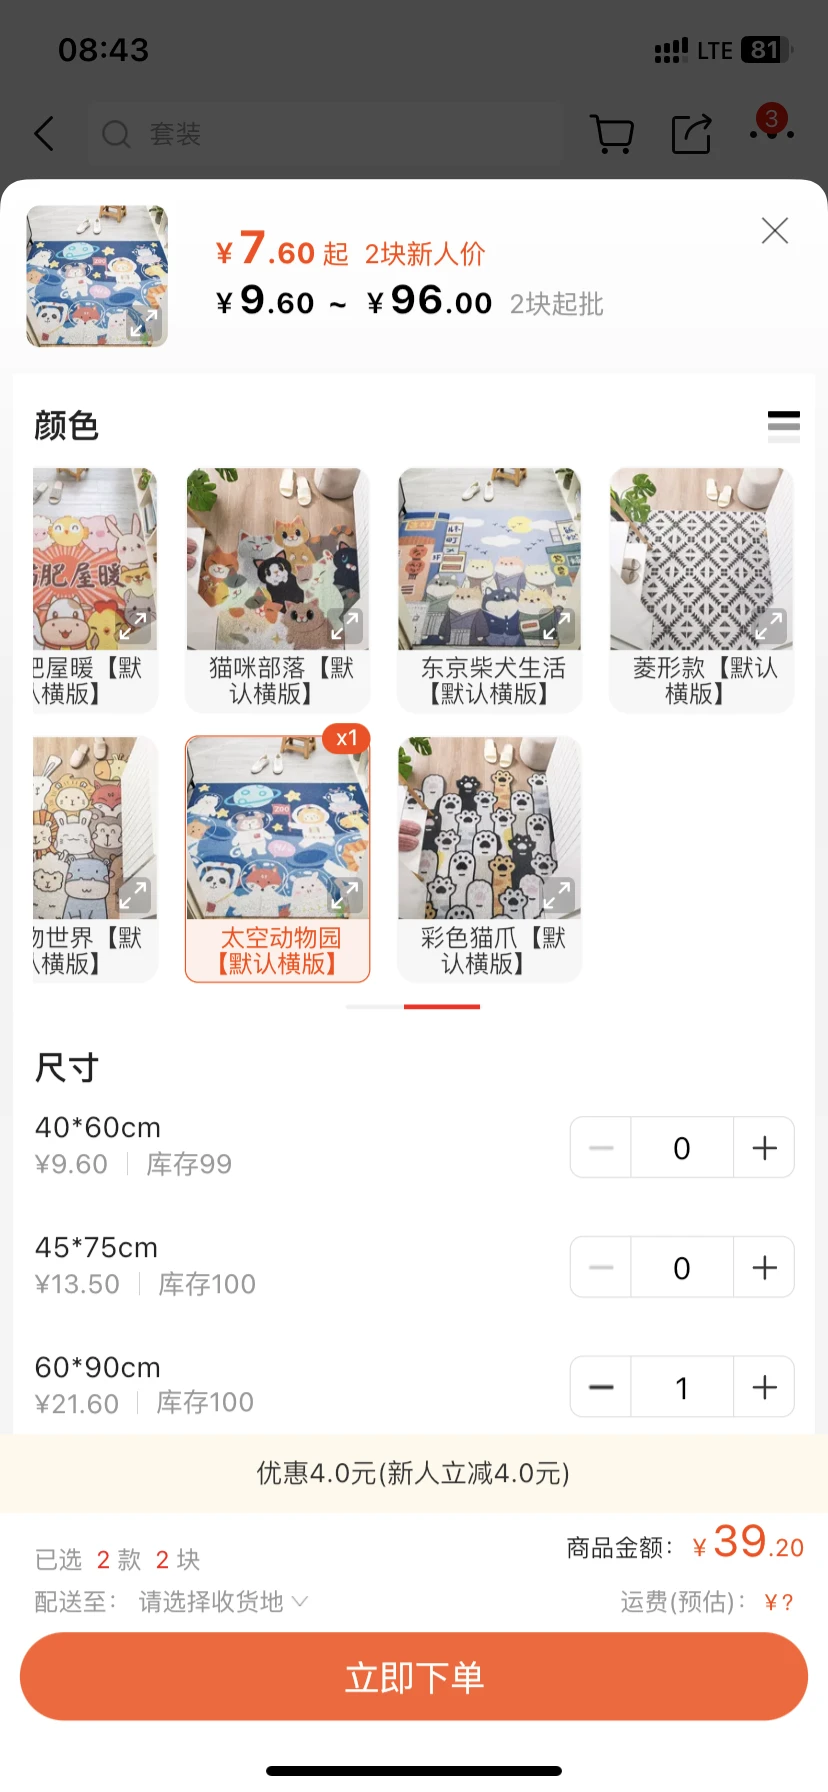 08:43
LTE 81
套装
3
¥7.60起 2块新人价
¥9.60 ~ ¥96.00 2块起批
颜色
肥屋暖
ZOO
屋暖【默
横版】
猫咪部落【默
认横版】
东京柴犬生活
【默认横版】
菱形款【默认
横版】
x1
世界【默
横版】
太空动物园
【默认横版】
彩色猫爪【默
认横版】
尺寸
40*60cm
¥9.60 库存99
0
45*75cm
¥13.50 库存100
0
60*90cm
¥21.60 库存100
1
优惠4.0元(新人立减4.0元)
已选 2 款 2 块
商品金额: ¥39.20
配送至: 请选择收货地
运费(预估): ¥?
立即下单